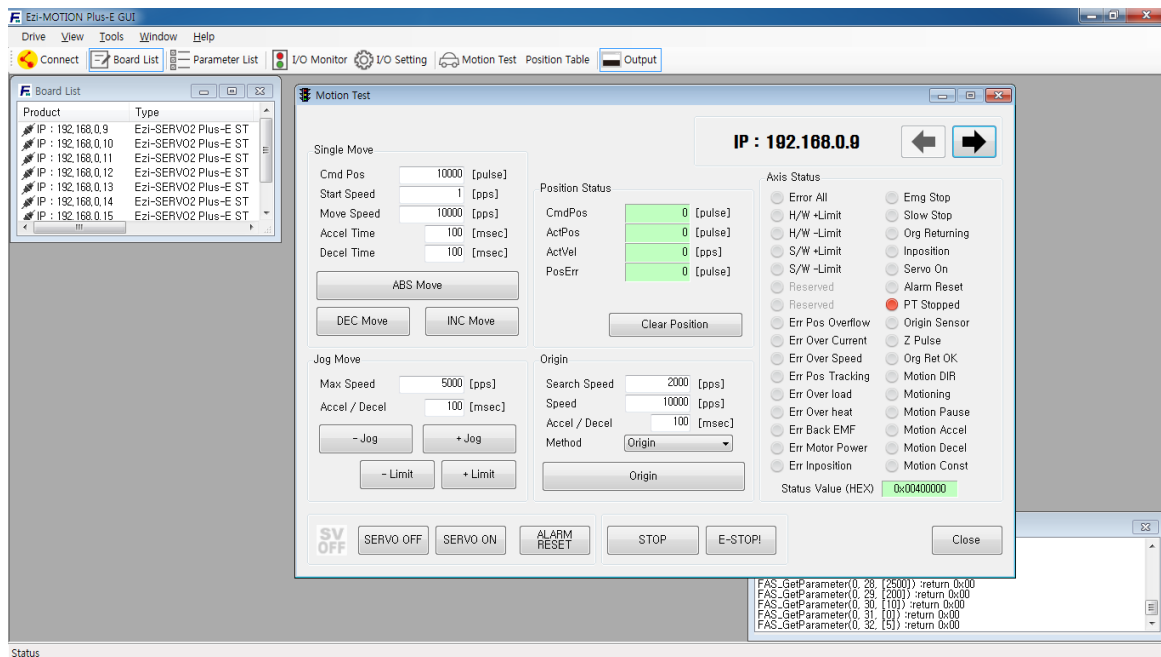 Ezi-MOTION Plus-E GUI
Drive View Tools Window Help
Connect Board List Parameter List I/O Monitor I/O Setting Motion Test Position Table Output
Board List
Product Type
IP : 192,168,0,9 Ezi-SERVO2 Plus-E ST
IP : 192,168,0,10 Ezi-SERVO2 Plus-E ST
IP : 192,168,0,11 Ezi-SERVO2 Plus-E ST
IP : 192,168,0,12 Ezi-SERVO2 Plus-E ST
IP : 192,168,0,13 Ezi-SERVO2 Plus-E ST
IP : 192,168,0,14 Ezi-SERVO2 Plus-E ST
IP : 192,168,0,15 Ezi-SERVO2 Plus-E ST
Motion Test
IP : 192.168.0.9
Single Move
Cmd Pos 10000 [pulse]
Start Speed 1 [pps]
Move Speed 10000 [pps]
Accel Time 100 [msec]
Decel Time 100 [msec]
ABS Move
DEC Move INC Move
Position Status
CmdPos 0 [pulse]
ActPos 0 [pulse]
ActVel 0 [pps]
PosErr 0 [pulse]
Clear Position
Jog Move
Max Speed 5000 [pps]
Accel / Decel 100 [msec]
- Jog + Jog
- Limit + Limit
Origin
Search Speed 2000 [pps]
Speed 10000 [pps]
Accel / Decel 100 [msec]
Method Origin
Origin
Axis Status
Error All Emg Stop
H/W +Limit Slow Stop
H/W -Limit Org Returning
S/W +Limit Inposition
S/W -Limit Servo On
Reserved Alarm Reset
Reserved PT Stopped
Err Pos Overflow Origin Sensor
Err Over Current Z Pulse
Err Over Speed Org Ret OK
Err Pos Tracking Motion DIR
Err Over load Motioning
Err Over heat Motion Pause
Err Back EMF Motion Accel
Err Motor Power Motion Decel
Err Inposition Motion Const
Status Value (HEX) 0x00400000
SV OFF SERVO OFF SERVO ON ALARM RESET STOP E-STOP! Close
FAS_GetParameter(0, 28, [2500]) :return 0x00
FAS_GetParameter(0, 29, [200]) :return 0x00
FAS_GetParameter(0, 30, [10]) :return 0x00
FAS_GetParameter(0, 31, [0]) :return 0x00
FAS_GetParameter(0, 32, [5]) :return 0x00
Status